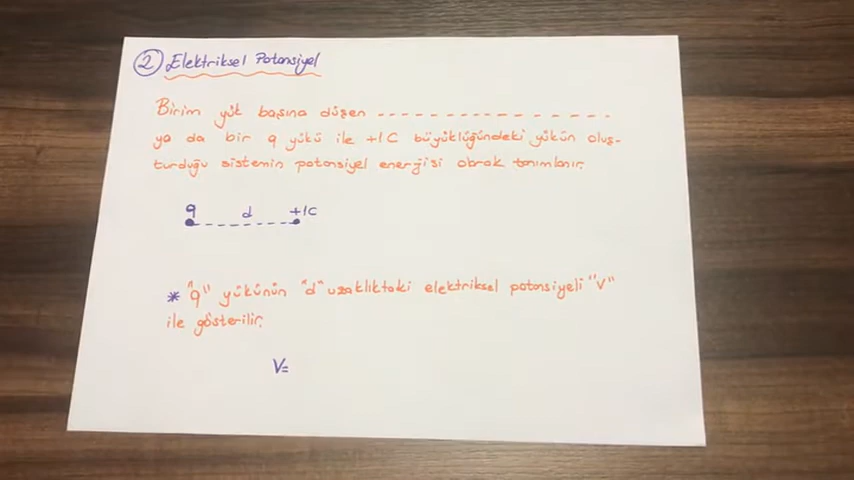 2 Elektriksel Potansiyel
Birim yük başına düşen ------------------
ya da bir q yükü ile +1C büyüklüğündeki yükün oluş-
turduğu sistemin potansiyel enerjisi olarak tanımlanır.
q d +1C
* "q" yükünün "d" uzaklıktaki elektriksel potansiyeli "V"
ile gösterilir.
V=